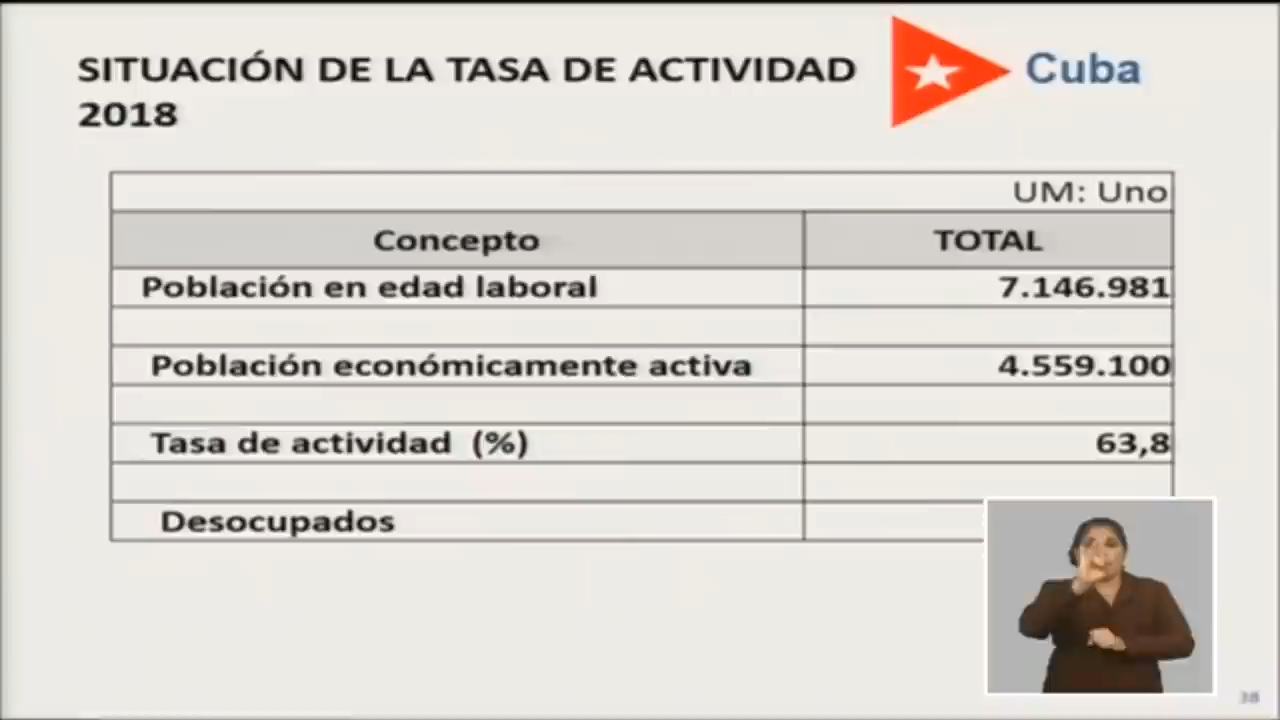 SITUACIÓN DE LA TASA DE ACTIVIDAD
2018
Cuba
UM: Uno
Concepto TOTAL
Población en edad laboral 7.146.981
Población económicamente activa 4.559.100
Tasa de actividad (%) 63,8
Desocupados
38